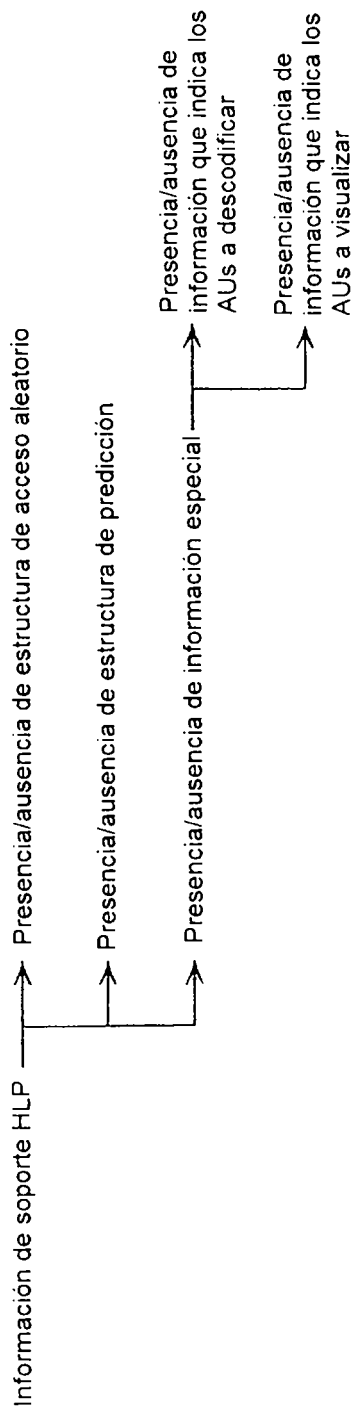 Información de soporte HLP
Presencia/ausencia de estructura de acceso aleatorio
Presencia/ausencia de estructura de predicción
Presencia/ausencia de información especial
Presencia/ausencia de
información que indica los
AUs a descodificar
Presencia/ausencia de
información que indica los
AUs a visualizar